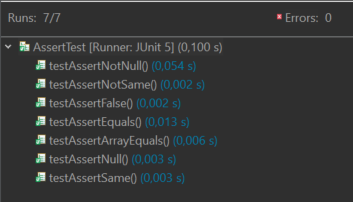 Runs: 7/7 Errors: 0
AssertTest [Runner: JUnit 5] (0,100 s)
testAssertNotNull() (0,054 s)
testAssertNotSame() (0,002 s)
testAssertFalse() (0,002 s)
testAssertEquals() (0,013 s)
testAssertArrayEquals() (0,006 s)
testAssertNull() (0,003 s)
testAssertSame() (0,003 s)